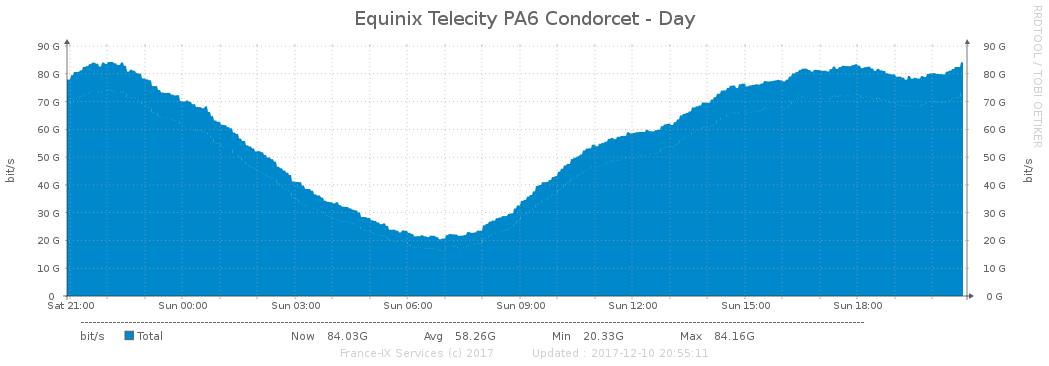 Equinix Telecity PA6 Condorcet - Day
RRDTOOL / TOBI OETIKER
90 G 90 G
80 G 80 G
70 G 70 G
60 G 60 G
50 G 50 G
40 G 40 G
30 G 30 G
20 G 20 G
10 G 10 G
0 0 G
bit/s
bit/s
Sat 21:00 Sun 00:00 Sun 03:00 Sun 06:00 Sun 09:00 Sun 12:00 Sun 15:00 Sun 18:00
bit/s Total Now 84.03G Avg 58.26G Min 20.33G Max 84.16G
France-IX Services (c) 2017 Updated : 2017-12-10 20:55:11